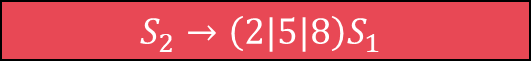 S₂ → (2|5|8)S₁